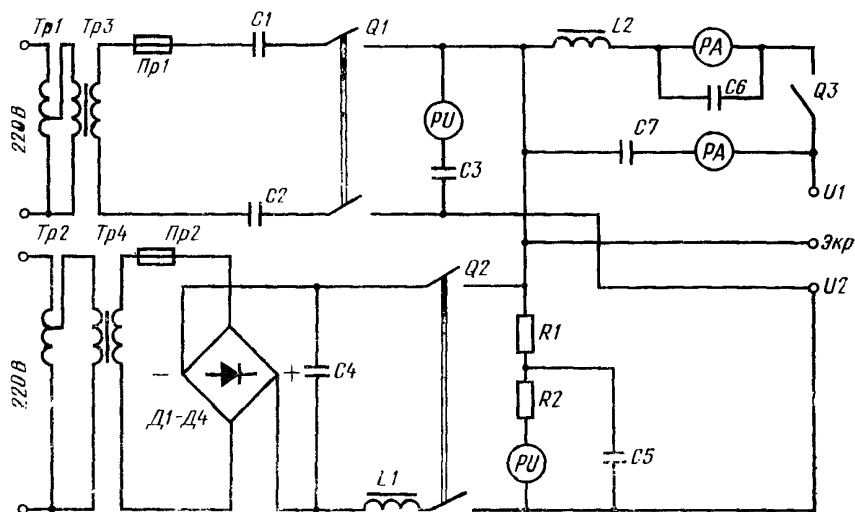 Тр1 Тр3 Пр1 C1 Q1 L2 PA C6 Q3
220В PU C3 C7 PA U1
C2
Тр2 Тр4 Пр2 Q2 Экр
U2
220В − + C4 R1
Д1-Д4 R2
L1 PU C5